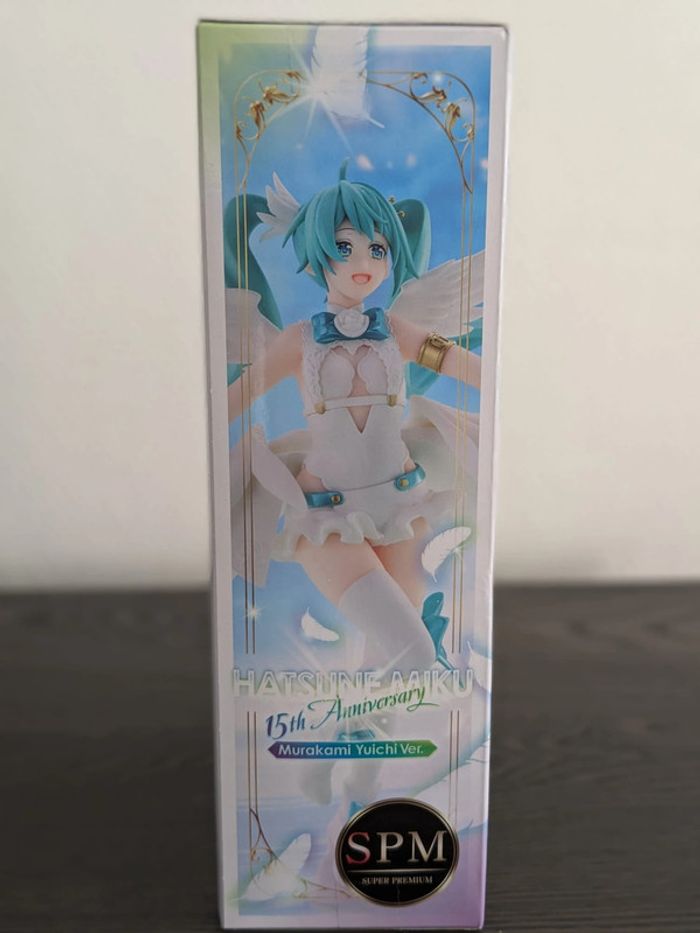 HATSUNE MIKU
15th Anniversary
Murakami Yuichi Ver.
SPM
SUPER PREMIUM